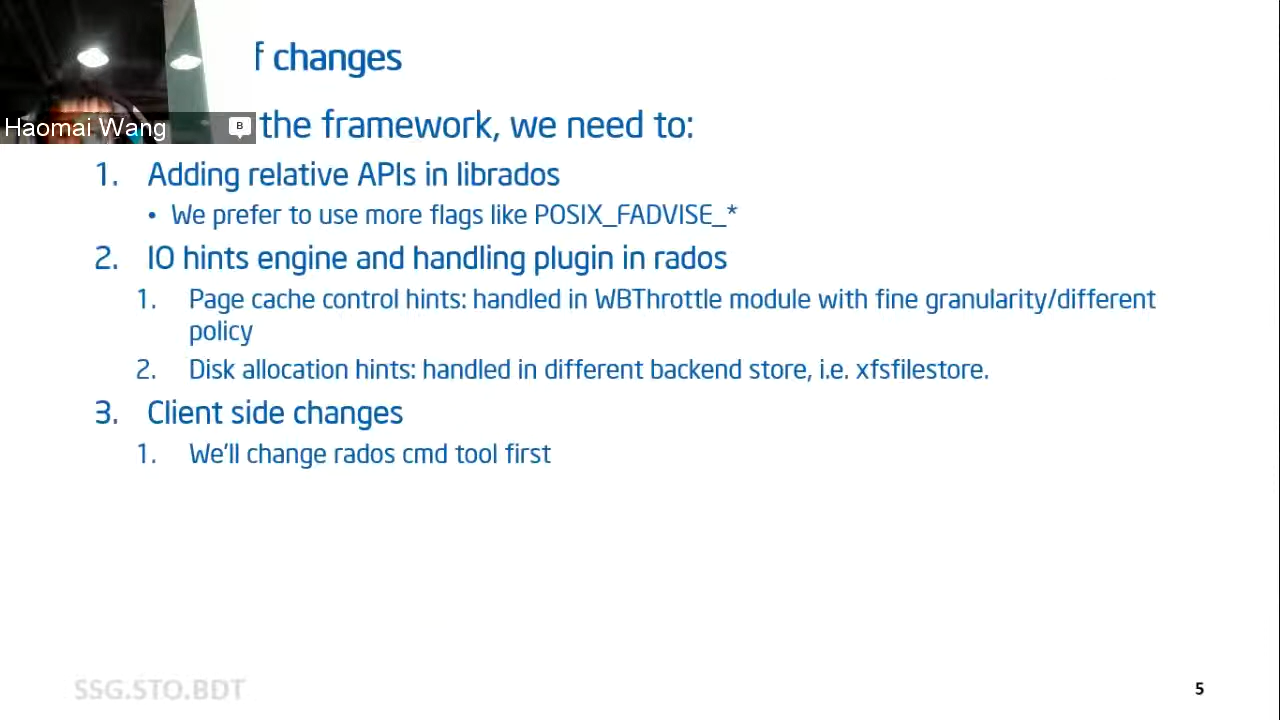 f changes
Haomai Wang
B
the framework, we need to:
1. Adding relative APIs in librados
• We prefer to use more flags like POSIX_FADVISE_*
2. IO hints engine and handling plugin in rados
1. Page cache control hints: handled in WBThrottle module with fine granularity/different
policy
2. Disk allocation hints: handled in different backend store, i.e. xfsfilestore.
3. Client side changes
1. We'll change rados cmd tool first
SSG.STO.BDT
5